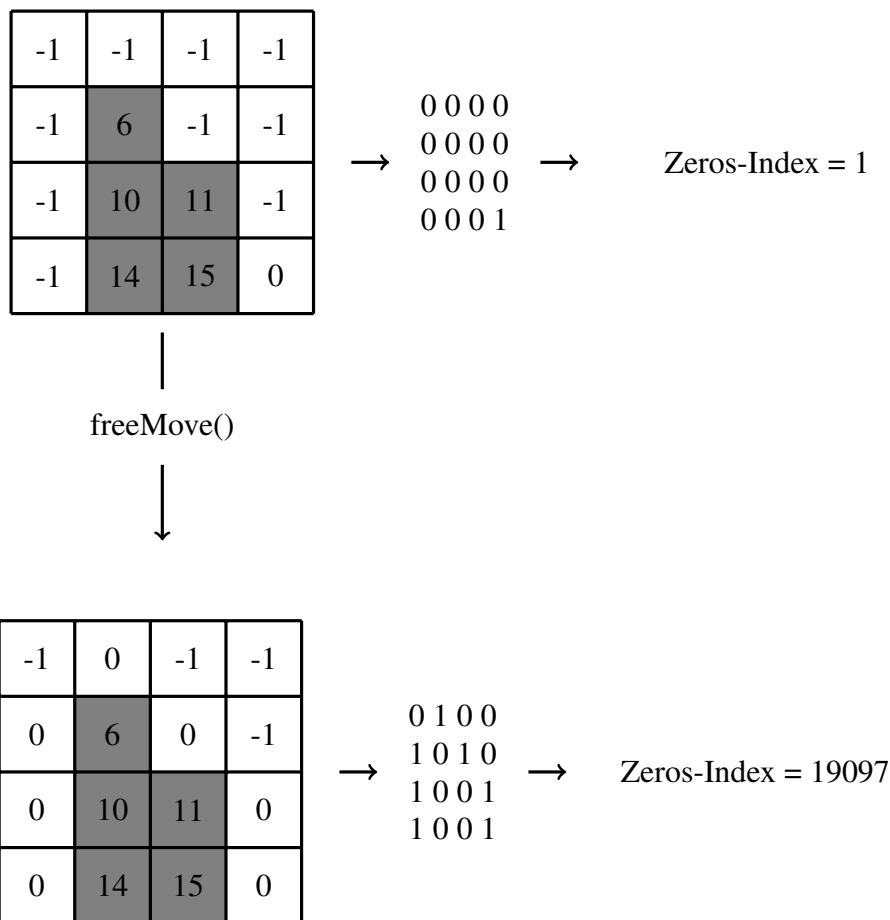 -1 -1 -1 -1
-1 6 -1 -1
-1 10 11 -1
-1 14 15 0
→
0 0 0 0
0 0 0 0
0 0 0 0
0 0 0 1
→
Zeros-Index = 1
freeMove()
-1 0 -1 -1
0 6 0 -1
0 10 11 0
0 14 15 0
→
0 1 0 0
1 0 1 0
1 0 0 1
1 0 0 1
→
Zeros-Index = 19097